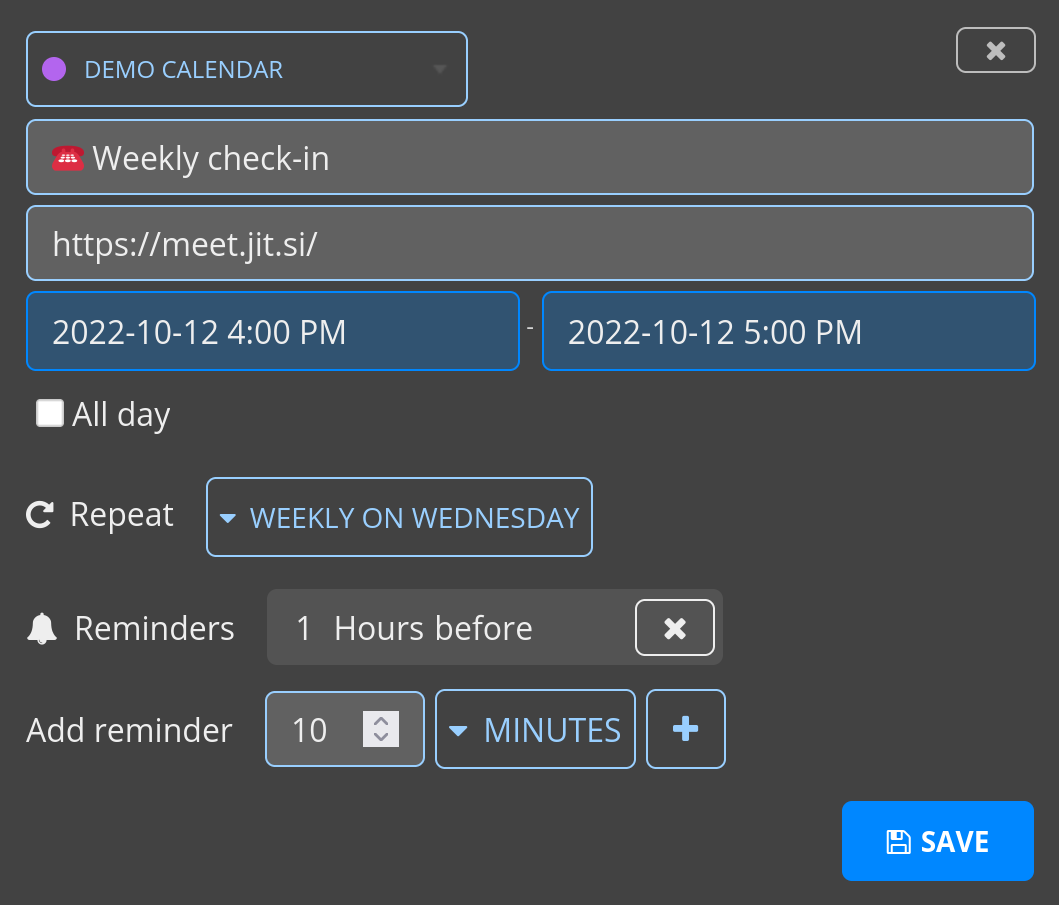 DEMO CALENDAR
☎️ Weekly check-in
https://meet.jit.si/
2022-10-12 4:00 PM - 2022-10-12 5:00 PM
All day
Repeat WEEKLY ON WEDNESDAY
Reminders 1 Hours before
Add reminder 10 MINUTES
SAVE